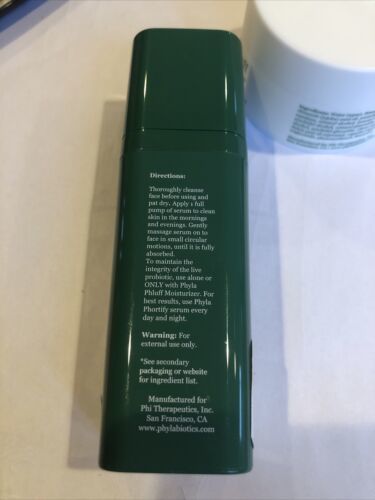 Directions:
Thoroughly cleanse
face before using and
pat dry. Apply 1 full
pump of serum to clean
skin in the mornings
and evenings. Gently
massage serum on to
face in small circular
motions, until it is fully
absorbed.
To maintain the
integrity of the live
probiotic, use alone or
ONLY with Phyla
Phluff Moisturizer. For
best results, use Phyla
Phortify serum every
day and night.
Warning: For
external use only.
*See secondary
packaging or website
for ingredient list.
Manufactured for
Phi Therapeutics, Inc.
San Francisco, CA
www.phylabiotics.com